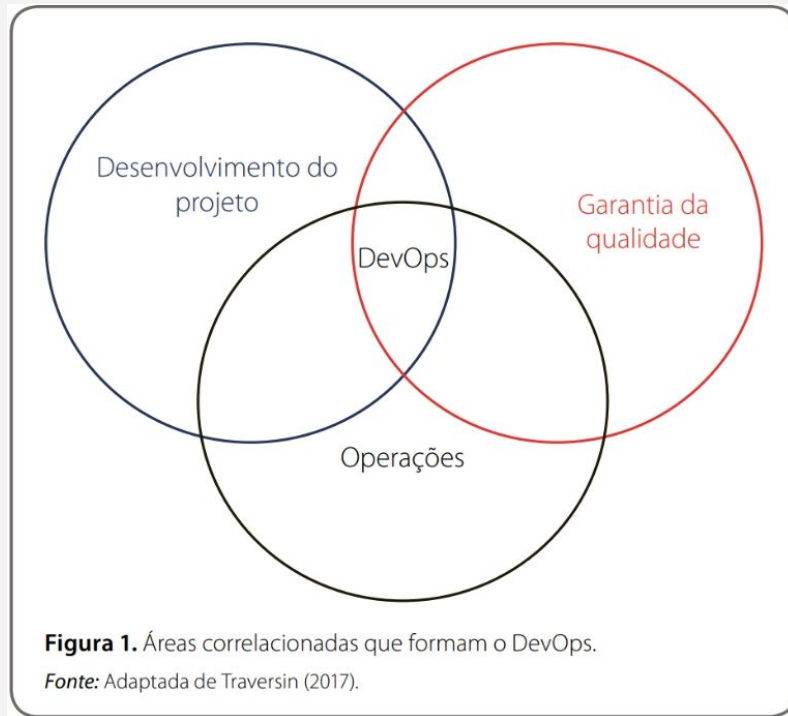 Desenvolvimento do
projeto
Garantia da
qualidade
DevOps
Operações
Figura 1. Áreas correlacionadas que formam o DevOps.
Fonte: Adaptada de Traversin (2017).